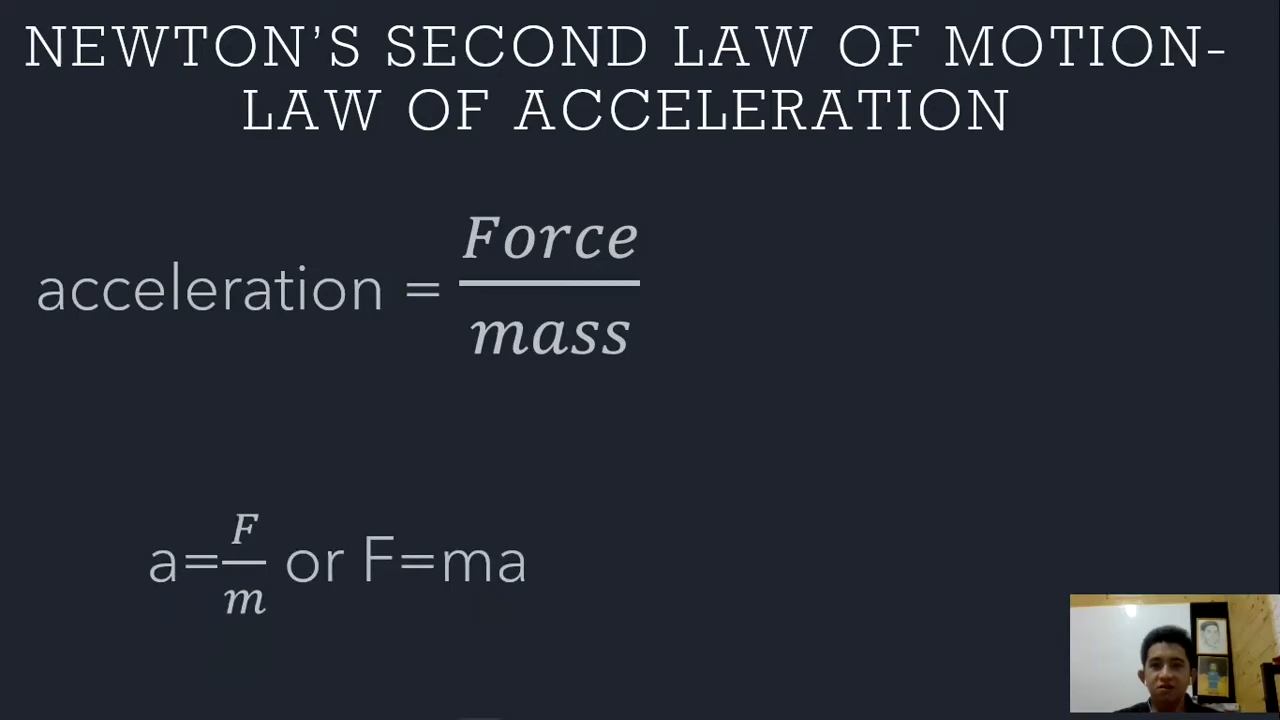 NEWTON’S SECOND LAW OF MOTION-
LAW OF ACCELERATION
acceleration = Force/mass
a=F/m or F=ma